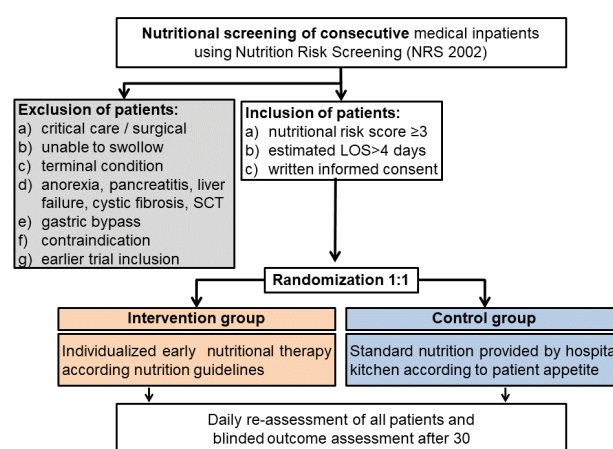 Nutritional screening of consecutive medical inpatients
using Nutrition Risk Screening (NRS 2002)
Exclusion of patients:
a) critical care / surgical
b) unable to swollow
c) terminal condition
d) anorexia, pancreatitis, liver
failure, cystic fibrosis, SCT
e) gastric bypass
f) contraindication
g) earlier trial inclusion
Inclusion of patients:
a) nutritional risk score ≥3
b) estimated LOS>4 days
c) written informed consent
Randomization 1:1
Intervention group
Individualized early nutritional therapy
according nutrition guidelines
Control group
Standard nutrition provided by hospita
kitchen according to patient appetite
Daily re-assessment of all patients and
blinded outcome assessment after 30